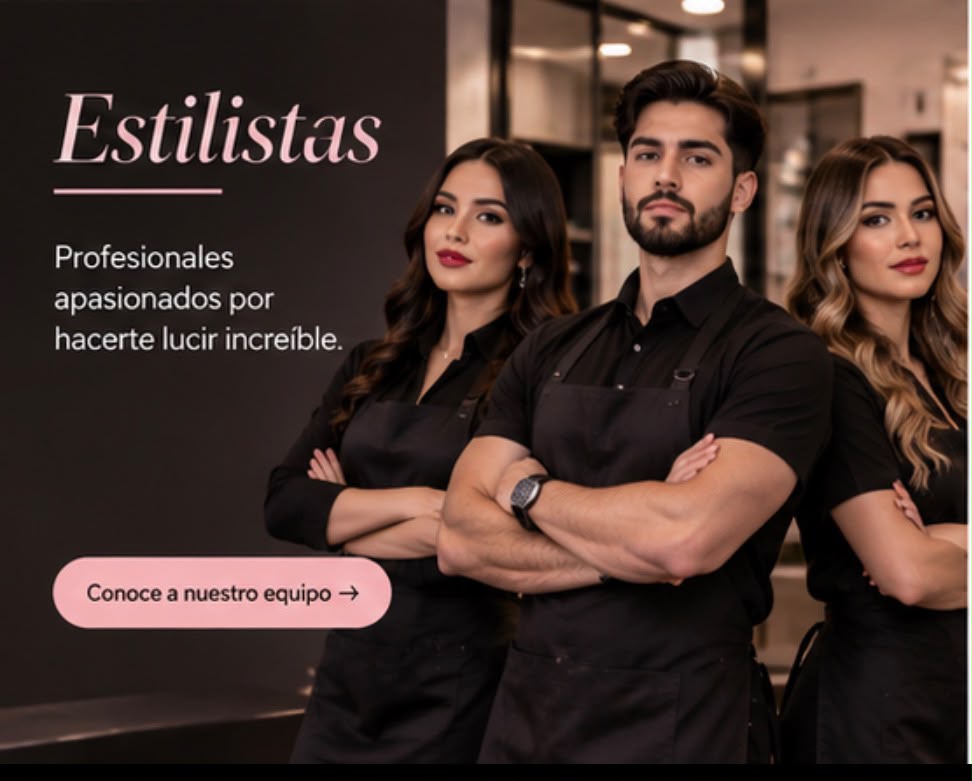 Estilistas
Profesionales
apasionados por
hacerte lucir increíble.
Conoce a nuestro equipo →